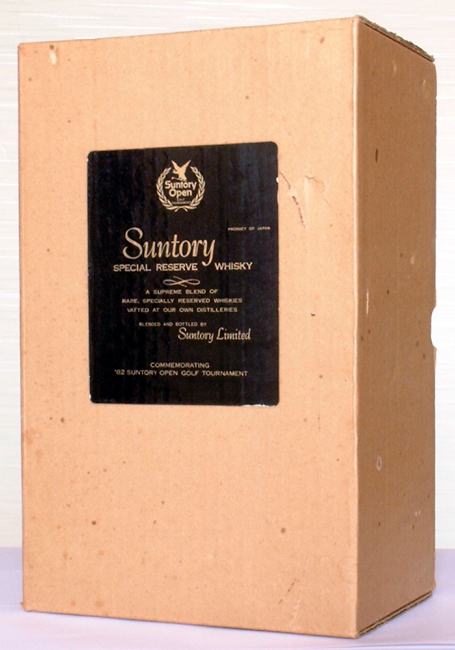 Suntory
Open
PRODUCT OF JAPAN
Suntory
SPECIAL RESERVE WHISKY
A SUPREME BLEND OF
RARE, SPECIALLY RESERVED WHISKIES
VATTED AT OUR OWN DISTILLERIES
BLENDED AND BOTTLED BY
Suntory Limited
COMMEMORATING
'82 SUNTORY OPEN GOLF TOURNAMENT